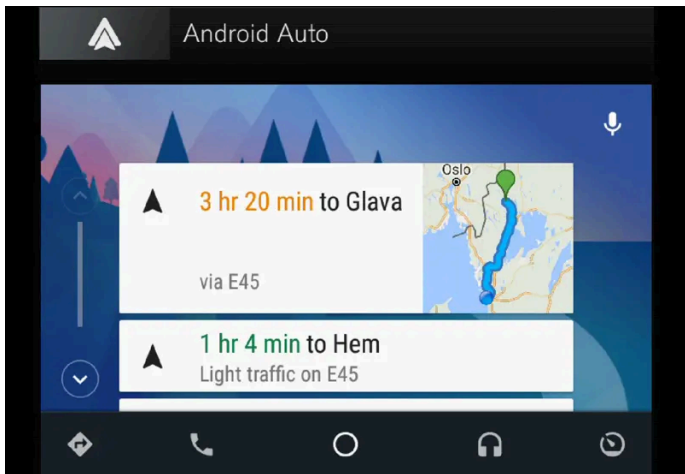 Android Auto
3 hr 20 min to Glava
Oslo
via E45
1 hr 4 min to Hem
Light traffic on E45